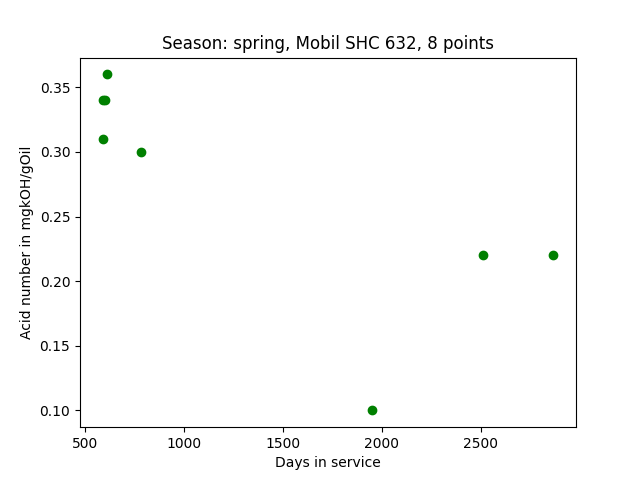 Season: spring, Mobil SHC 632, 8 points
Acid number in mgkOH/gOil
0.35
0.30
0.25
0.20
0.15
0.10
500 1000 1500 2000 2500
Days in service